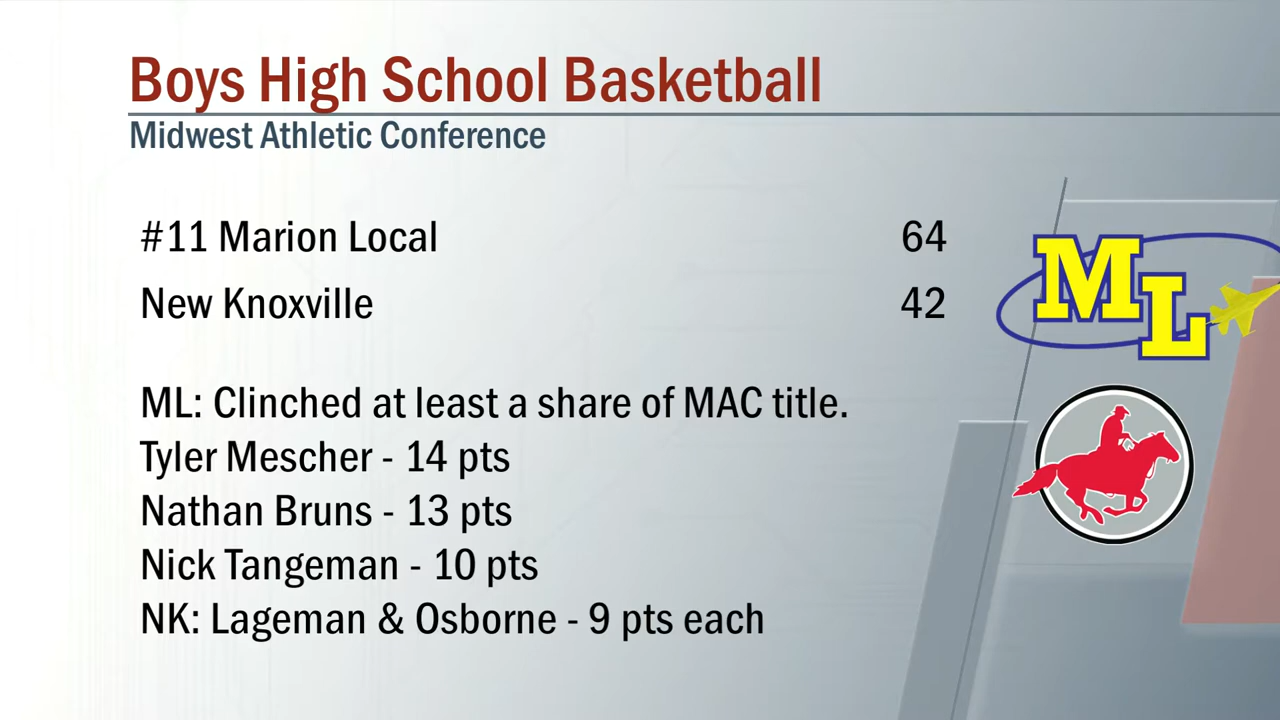 Boys High School Basketball
Midwest Athletic Conference
#11 Marion Local 64
New Knoxville 42
ML
ML: Clinched at least a share of MAC title.
Tyler Mescher - 14 pts
Nathan Bruns - 13 pts
Nick Tangeman - 10 pts
NK: Lageman & Osborne - 9 pts each